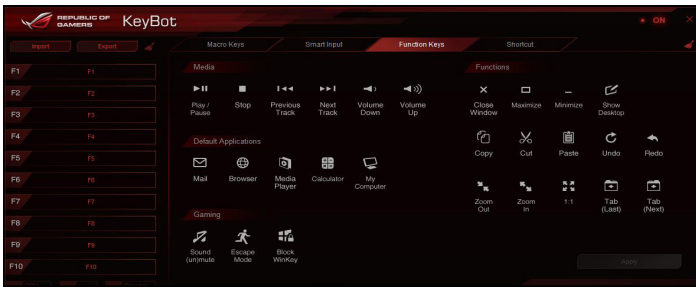 REPUBLIC OF
GAMERS
KeyBot
ON
Import
Export
Macro Keys
Smart Input
Function Keys
Shortcut
F1
F1
F2
F2
F3
F3
F4
F4
F5
F5
F6
F6
F7
F7
F8
F8
F9
F9
F10
F10
Media
Play /
Pause
Stop
Previous
Track
Next
Track
Volume
Down
Volume
Up
Default Applications
Mail
Browser
Media
Player
Calculator
My
Computer
Gaming
Sound
(un)mute
Escape
Mode
Block
WinKey
Functions
Close
Window
Maximize
Minimize
Show
Desktop
Copy
Cut
Paste
Undo
Redo
Zoom
Out
Zoom
In
1:1
Tab
(Last)
Tab
(Next)
Apply